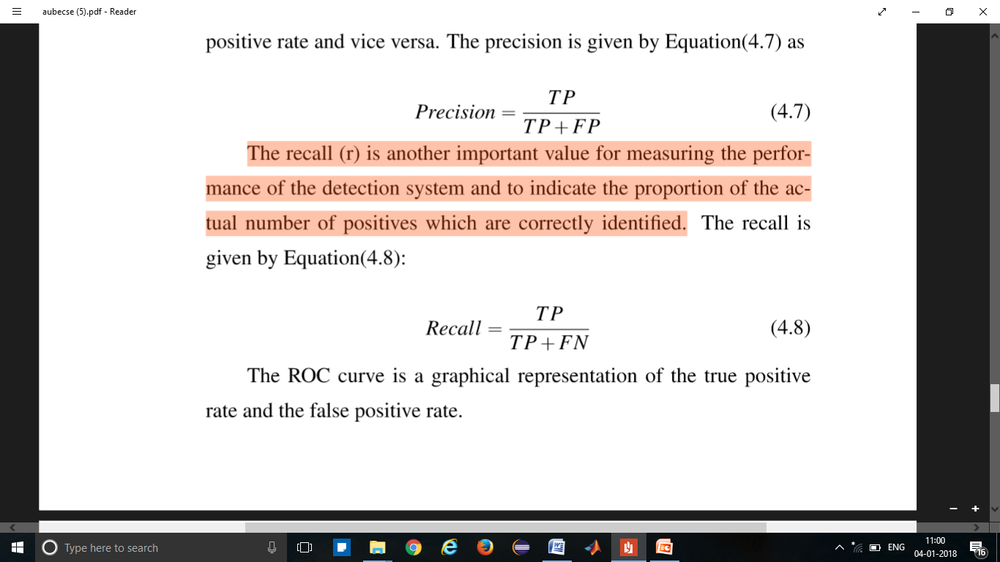 aubecse (5).pdf - Reader
positive rate and vice versa. The precision is given by Equation(4.7) as
Precision = TP / TP + FP (4.7)
The recall (r) is another important value for measuring the perfor-
mance of the detection system and to indicate the proportion of the ac-
tual number of positives which are correctly identified. The recall is
given by Equation(4.8):
Recall = TP / TP + FN (4.8)
The ROC curve is a graphical representation of the true positive
rate and the false positive rate.
Type here to search
ENG
11:00
04-01-2018
16